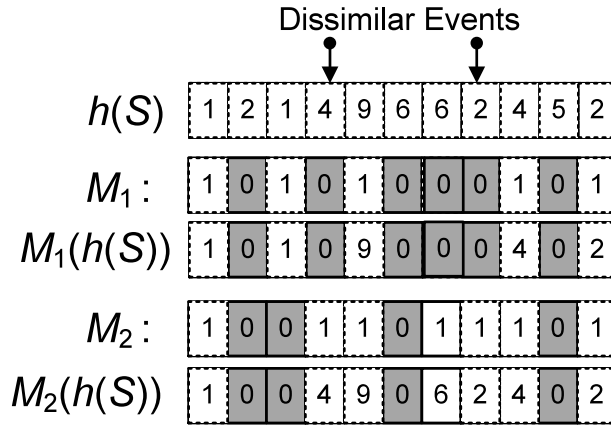 Dissimilar Events
h(S) 1 2 1 4 9 6 6 2 4 5 2
M₁: 1 0 1 0 1 0 0 0 1 0 1
M₁(h(S)) 1 0 1 0 9 0 0 0 4 0 2
M₂: 1 0 0 1 1 0 1 1 1 0 1
M₂(h(S)) 1 0 0 4 9 0 6 2 4 0 2